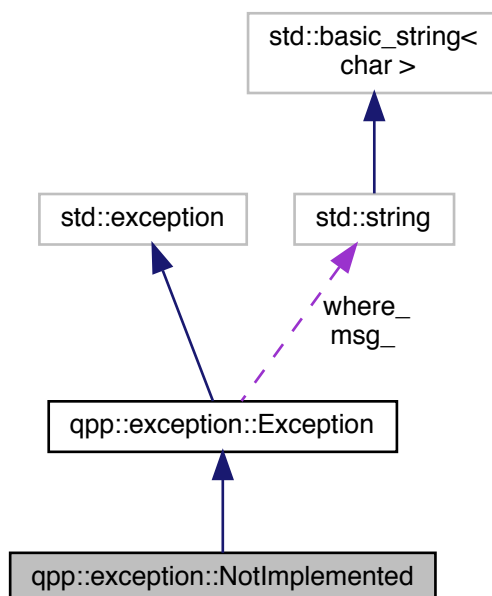 std::basic_string<
char >
std::exception
std::string
where_
msg_
qpp::exception::Exception
qpp::exception::NotImplemented